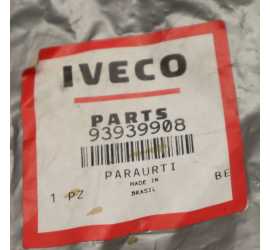 IVECO
PARTS
93939908
PARAURTI
MADE IN
BRASIL
1 PZ
BE